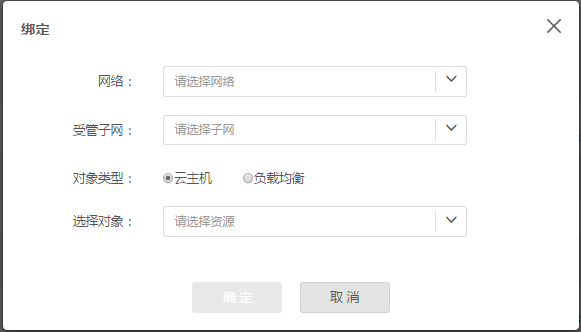 绑定
网络： 请选择网络
受管子网： 请选择子网
对象类型： 云主机 负载均衡
选择对象： 请选择资源
确 定 取 消